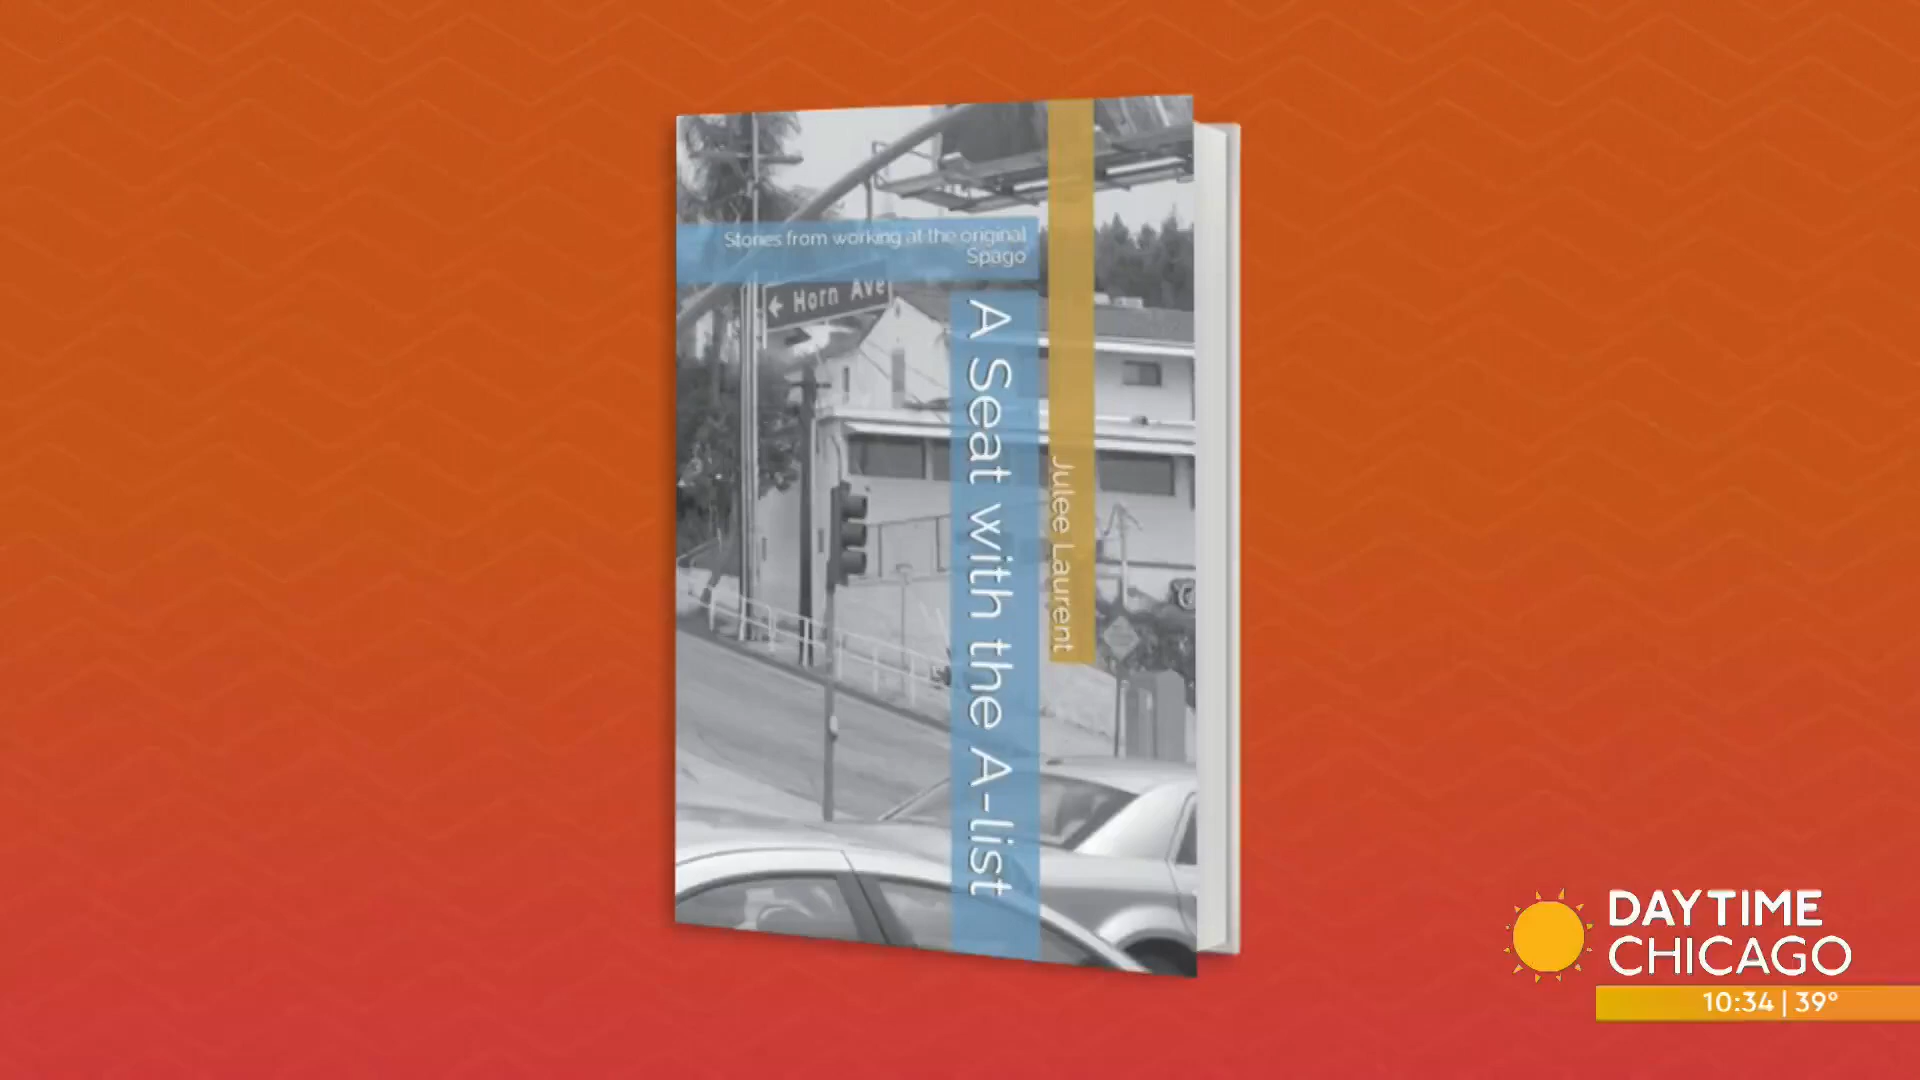 Stories from working at the original
Spago
← Horn Ave
A Seat with the A-list
Julee Laurent
DAYTIME
CHICAGO
10:34 | 39°